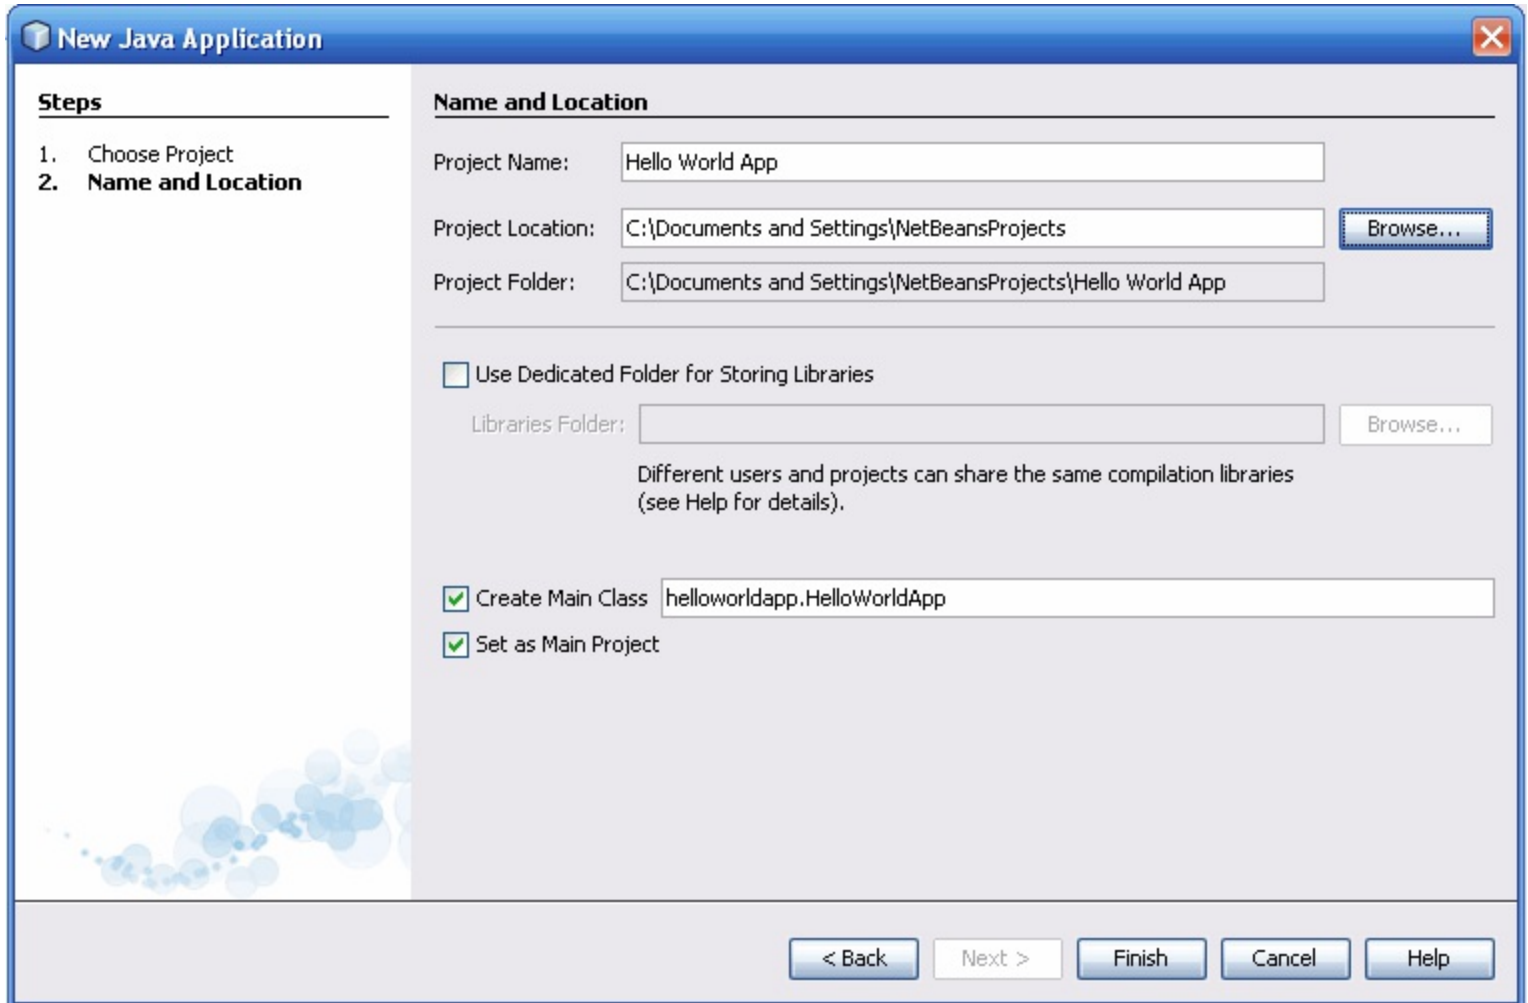 New Java Application
Steps
1. Choose Project
2. Name and Location
Name and Location
Project Name: Hello World App
Project Location: C:\Documents and Settings\NetBeansProjects Browse...
Project Folder: C:\Documents and Settings\NetBeansProjects\Hello World App
Use Dedicated Folder for Storing Libraries
Libraries Folder: Browse...
Different users and projects can share the same compilation libraries
(see Help for details).
Create Main Class helloworldapp.HelloWorldApp
Set as Main Project
< Back Next > Finish Cancel Help